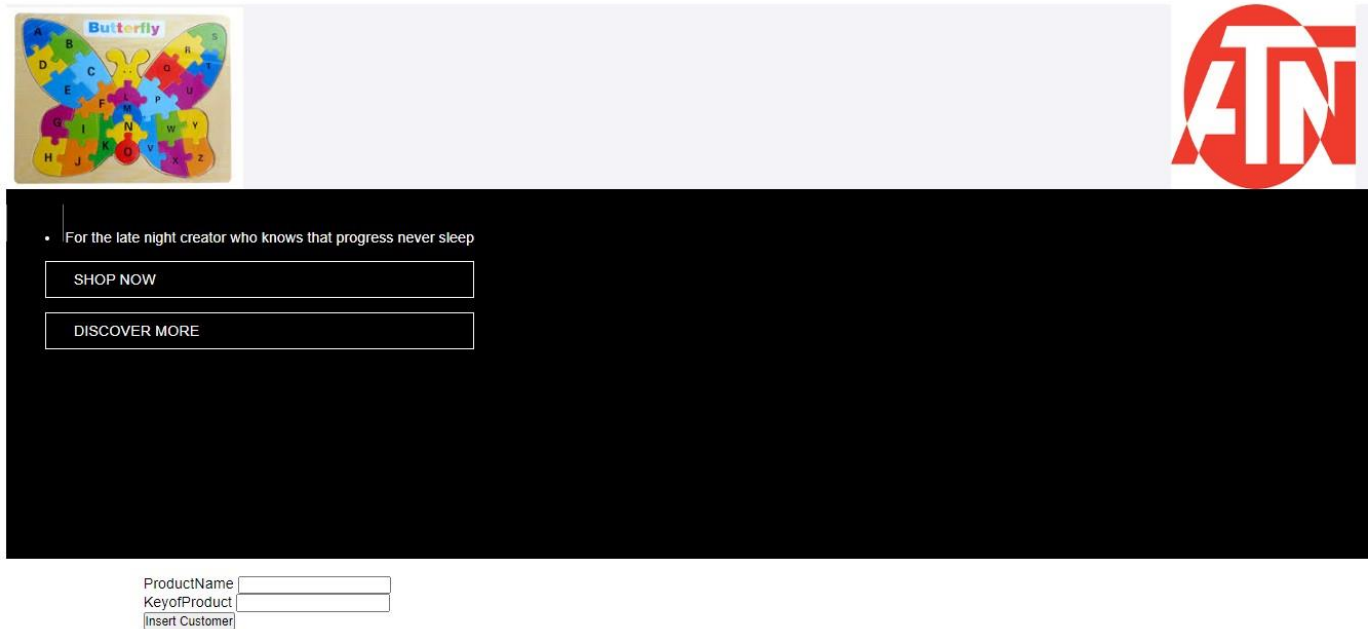 Butterfly
A
B
S
R
D
C
G
T
E
U
F
L
P
M
G
I
N
W
Y
K
O
V
H
J
X
Z
ATN
For the late night creator who knows that progress never sleep
SHOP NOW
DISCOVER MORE
ProductName
KeyofProduct
Insert Customer